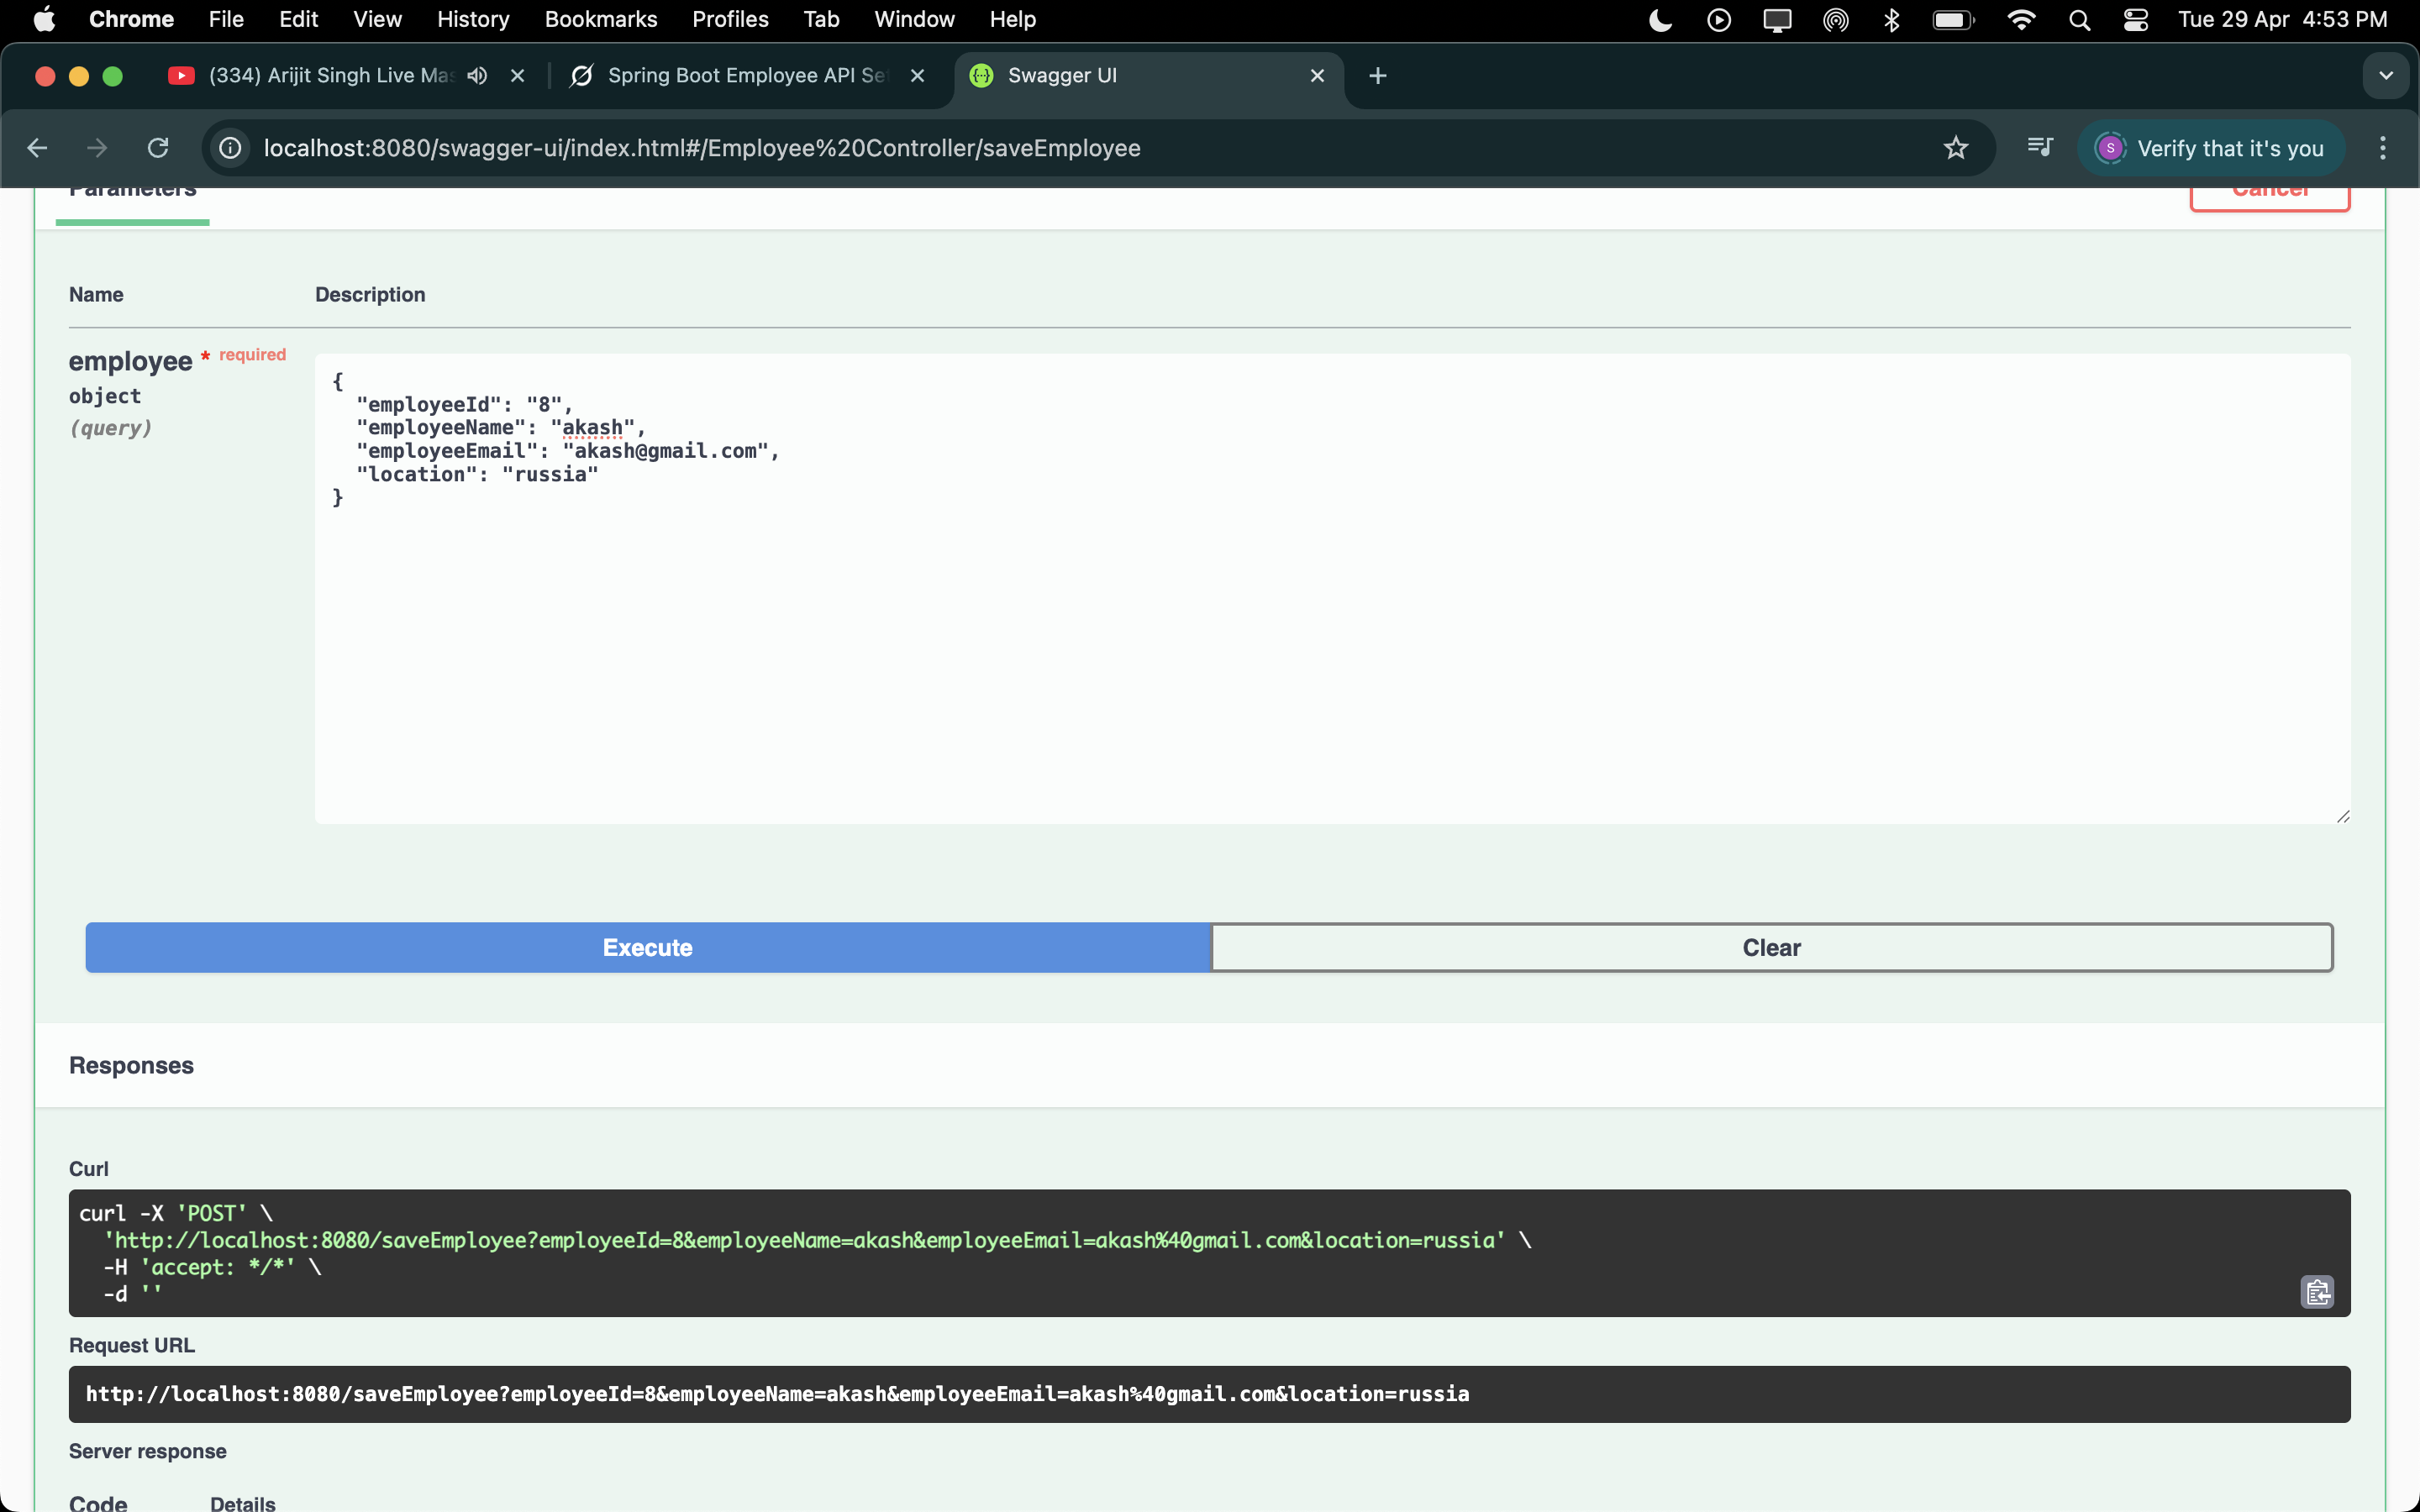 Chrome File Edit View History Bookmarks Profiles Tab Window Help Tue 29 Apr 4:53 PM
(334) Arijit Singh Live Mas Spring Boot Employee API Set Swagger UI
localhost:8080/swagger-ui/index.html#/Employee%20Controller/saveEmployee S Verify that it's you
Parameters Cancel
Name Description
employee * required
object
(query)
{
"employeeId": "8",
"employeeName": "akash",
"employeeEmail": "akash@gmail.com",
"location": "russia"
}
Execute Clear
Responses
Curl
curl -X 'POST' \
'http://localhost:8080/saveEmployee?employeeId=8&employeeName=akash&employeeEmail=akash%40gmail.com&location=russia' \
-H 'accept: */*' \
-d ''
Request URL
http://localhost:8080/saveEmployee?employeeId=8&employeeName=akash&employeeEmail=akash%40gmail.com&location=russia
Server response
Code Details